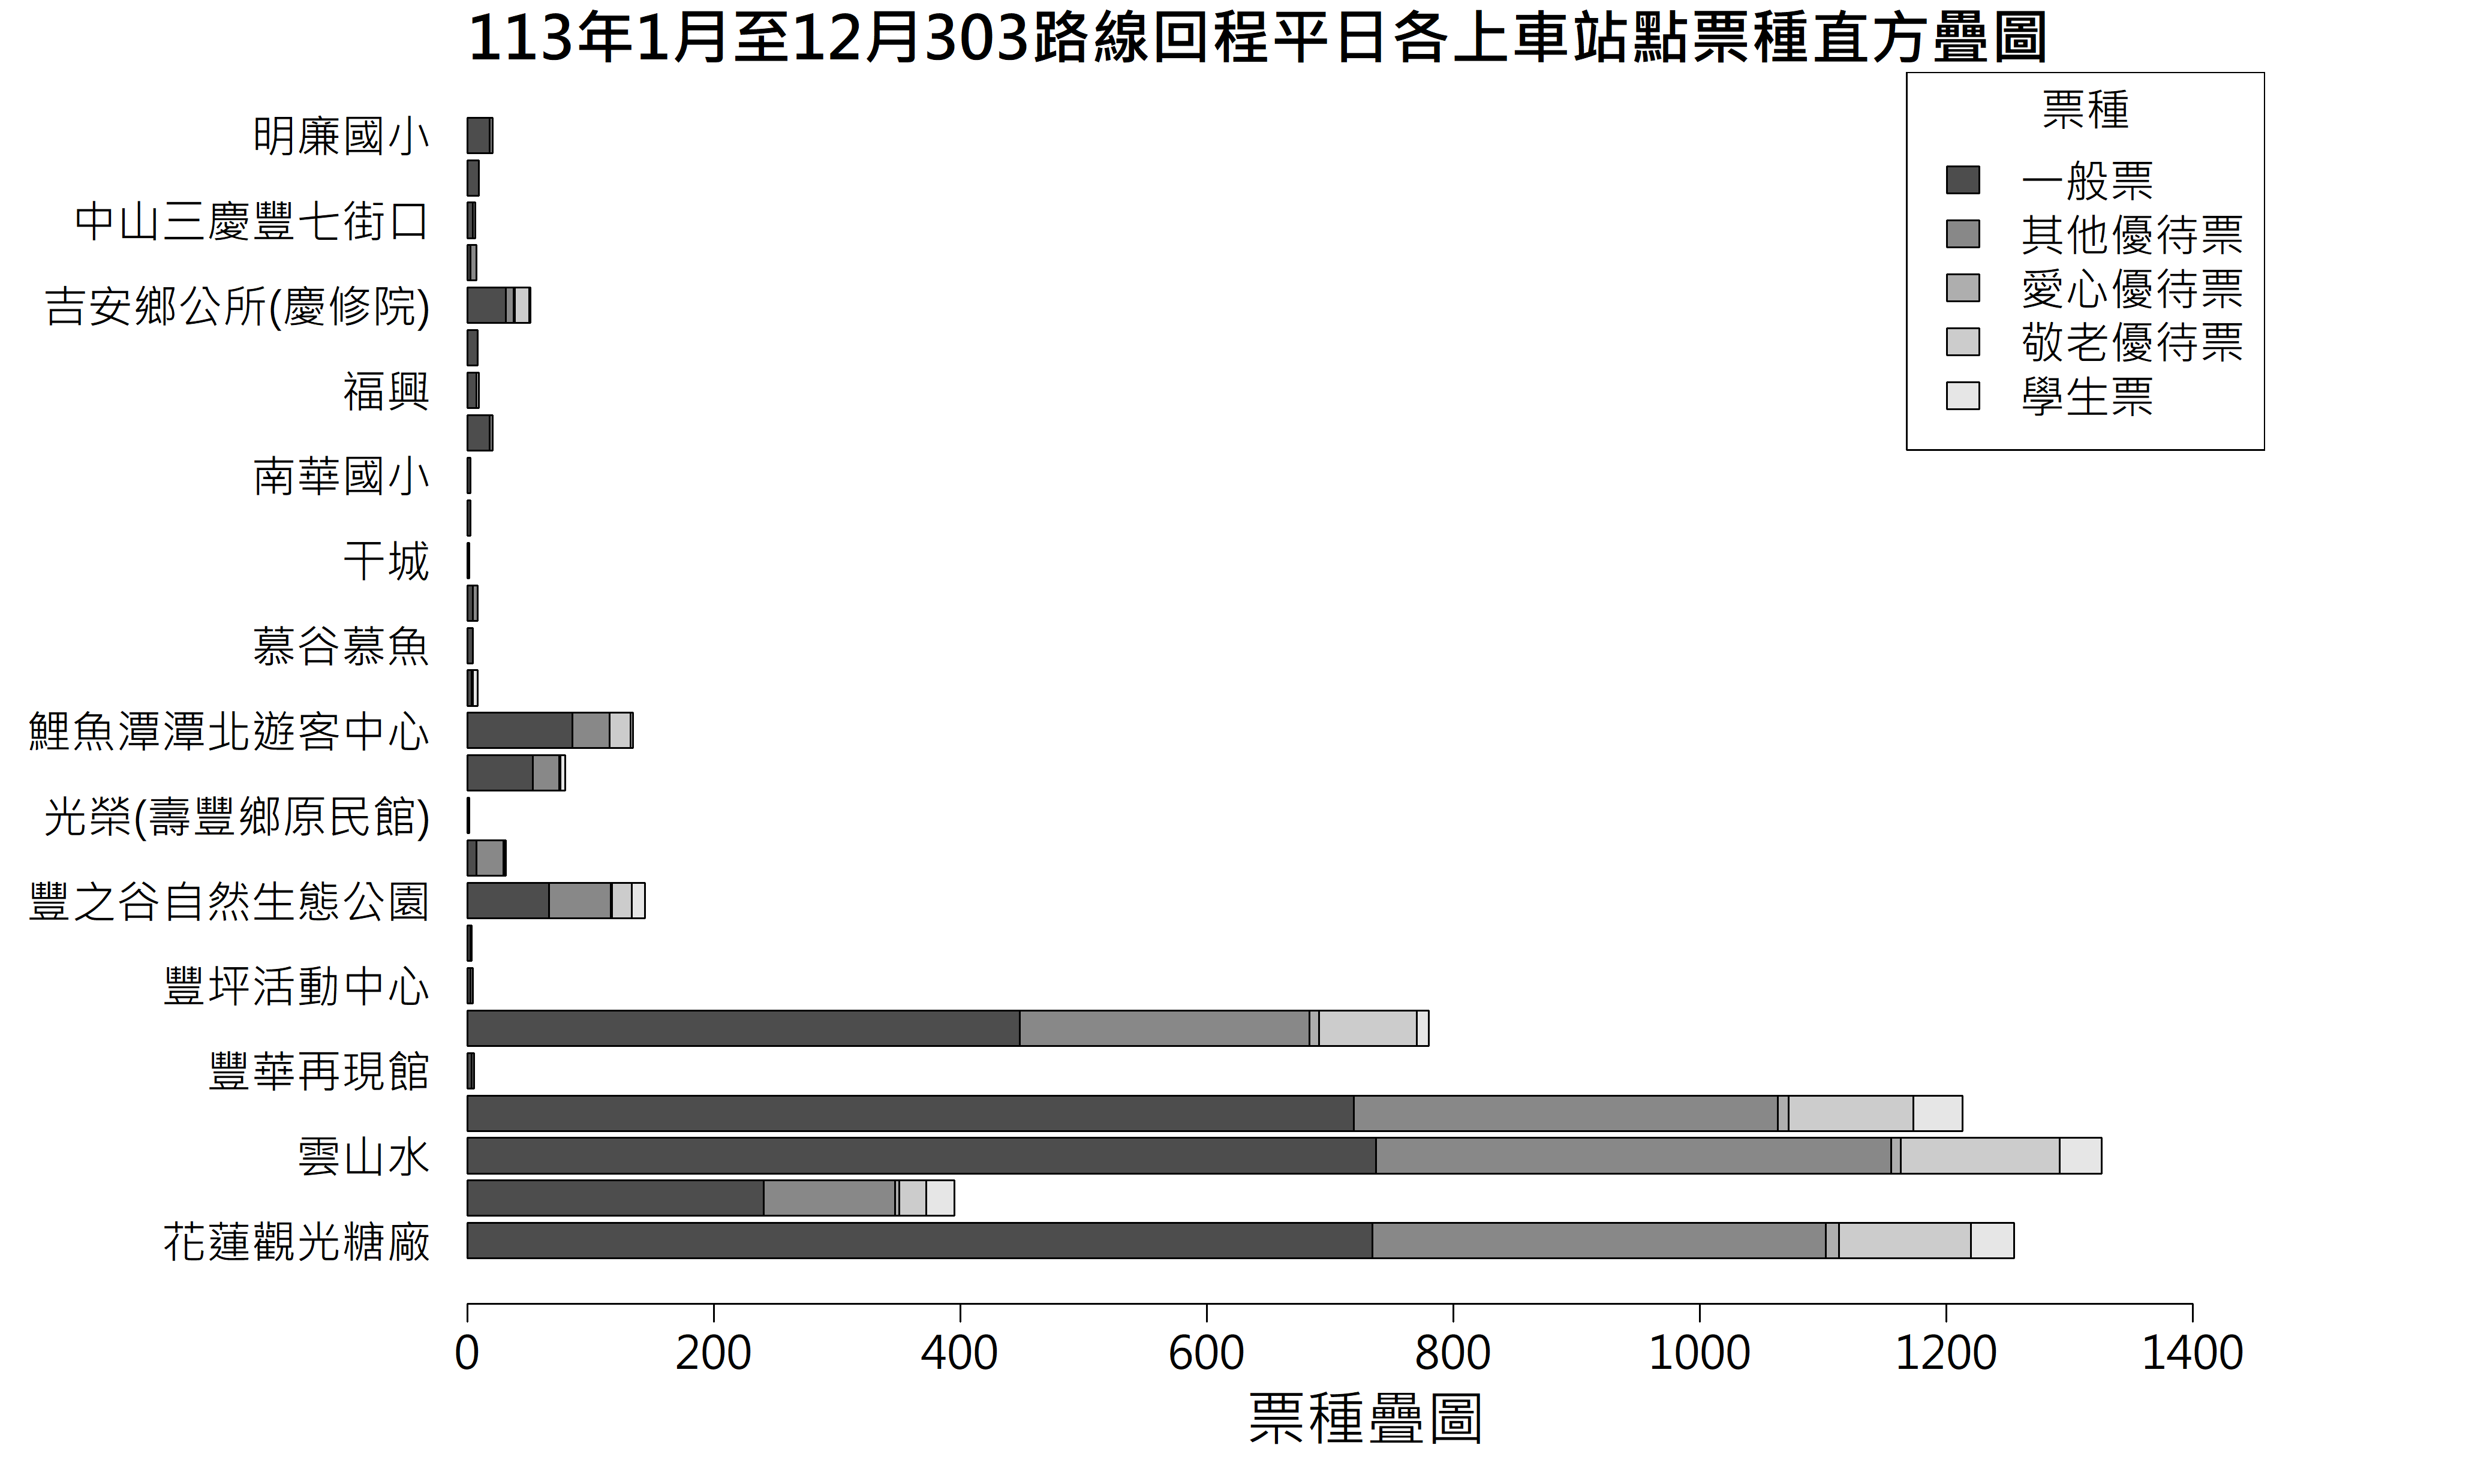 113年1月至12月303路線回程平日各上車站點票種直方疊圖
票種
一般票
其他優待票
愛心優待票
敬老優待票
學生票
明廉國小
中山三慶豐七街口
吉安鄉公所(慶修院)
福興
南華國小
干城
慕谷慕魚
鯉魚潭潭北遊客中心
光榮(壽豐鄉原民館)
豐之谷自然生態公園
豐坪活動中心
豐華再現館
雲山水
花蓮觀光糖廠
0 200 400 600 800 1000 1200 1400
票種疊圖